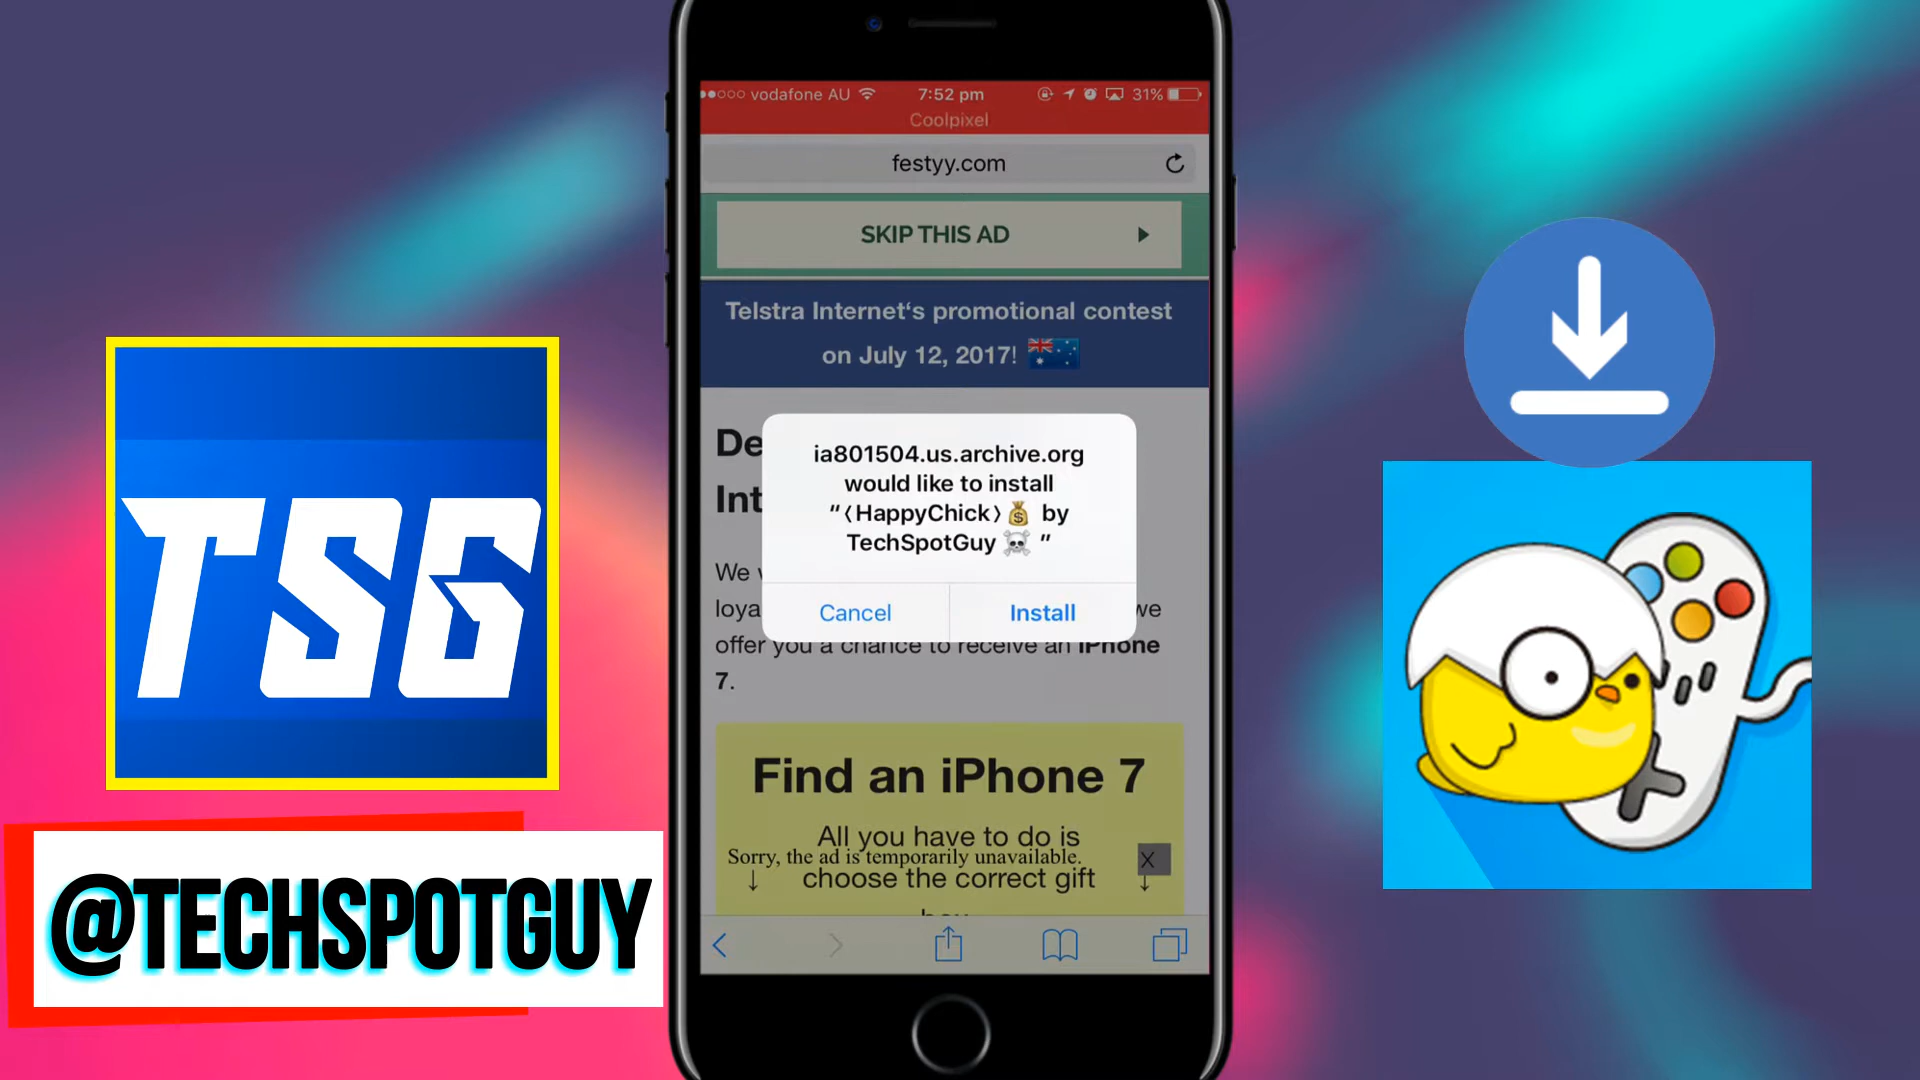 vodafone AU 7:52 pm 31%
Coolpixel
festyy.com
SKIP THIS AD
Telstra Internet‘s promotional contest
on July 12, 2017! 🇦🇺
De
Int
ia801504.us.archive.org
would like to install
“⟨HappyChick⟩💰 by
TechSpotGuy ☠️ ”
Cancel Install
We
loya we
offer you a chance to receive an iPhone
7.
Find an iPhone 7
All you have to do is
Sorry, the ad is temporarily unavailable. X
↓ choose the correct gift ↓
TSG
@TECHSPOTGUY